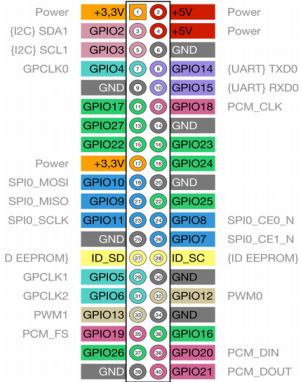 Power +3,3V 1 2 +5V Power
{I2C} SDA1 GPIO2 3 4 +5V Power
{I2C} SCL1 GPIO3 5 6 GND
GPCLK0 GPIO4 7 8 GPIO14 {UART} TXD0
GND 9 10 GPIO15 {UART} RXD0
GPIO17 11 12 GPIO18 PCM_CLK
GPIO27 13 14 GND
GPIO22 15 16 GPIO23
Power +3,3V 17 18 GPIO24
SPI0_MOSI GPIO10 19 20 GND
SPI0_MISO GPIO9 21 22 GPIO25
SPI0_SCLK GPIO11 23 24 GPIO8 SPI0_CE0_N
GND 25 26 GPIO7 SPI0_CE1_N
D EEPROM} ID_SD 27 28 ID_SC {ID EEPROM}
GPCLK1 GPIO5 29 30 GND
GPCLK2 GPIO6 31 32 GPIO12 PWM0
PWM1 GPIO13 33 34 GND
PCM_FS GPIO19 35 36 GPIO16
GPIO26 37 38 GPIO20 PCM_DIN
GND 39 40 GPIO21 PCM_DOUT